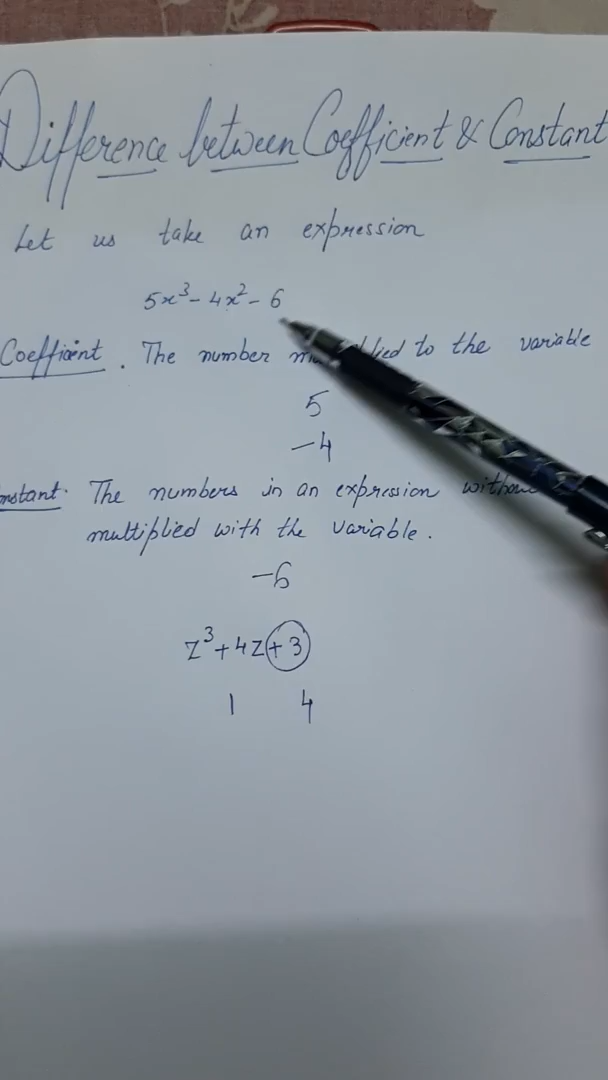 Difference between Coefficient & Constant
Let us take an expression
5x³ - 4x² - 6
Coefficient. The number to the variable
5
-4
The numbers in an expression
multiplied with the variable.
-6
z³ + 4z + 3
1 4